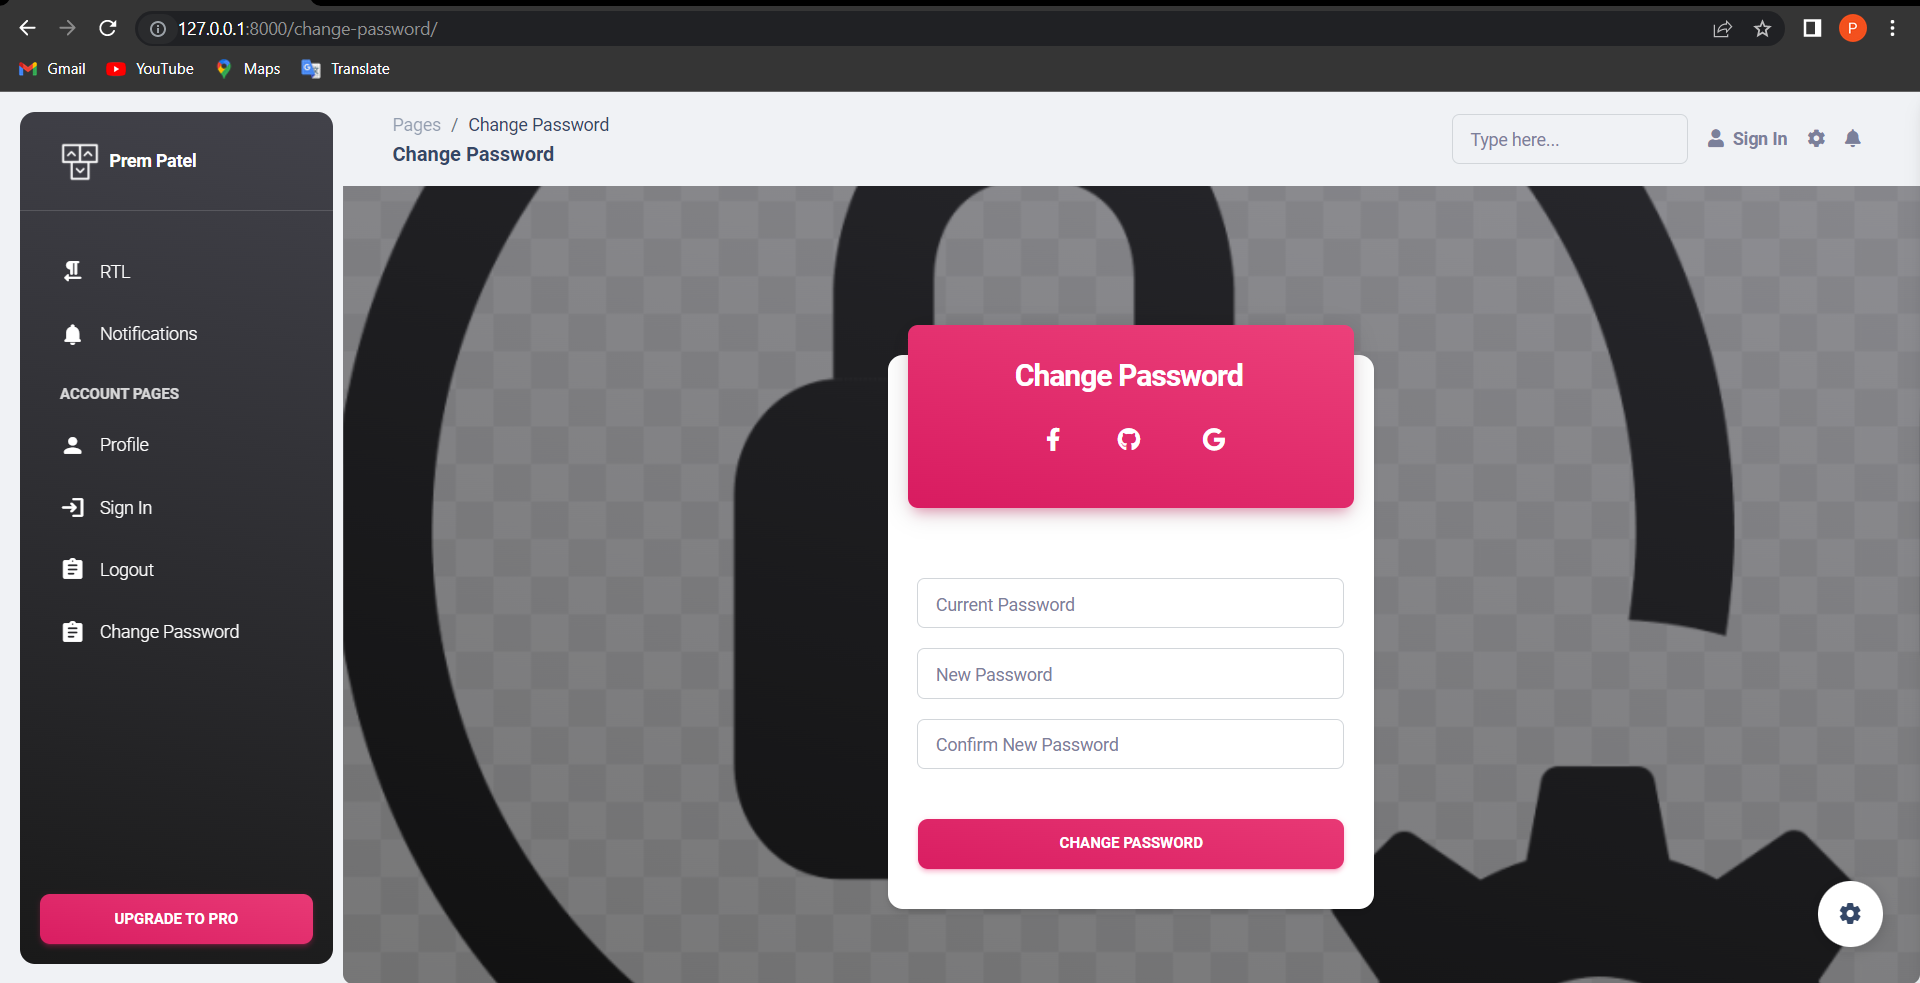 127.0.0.1:8000/change-password/
P
Gmail YouTube Maps Translate
Prem Patel
RTL
Notifications
ACCOUNT PAGES
Profile
Sign In
Logout
Change Password
UPGRADE TO PRO
Pages / Change Password
Change Password
Type here...
Sign In
Change Password
Current Password
New Password
Confirm New Password
CHANGE PASSWORD